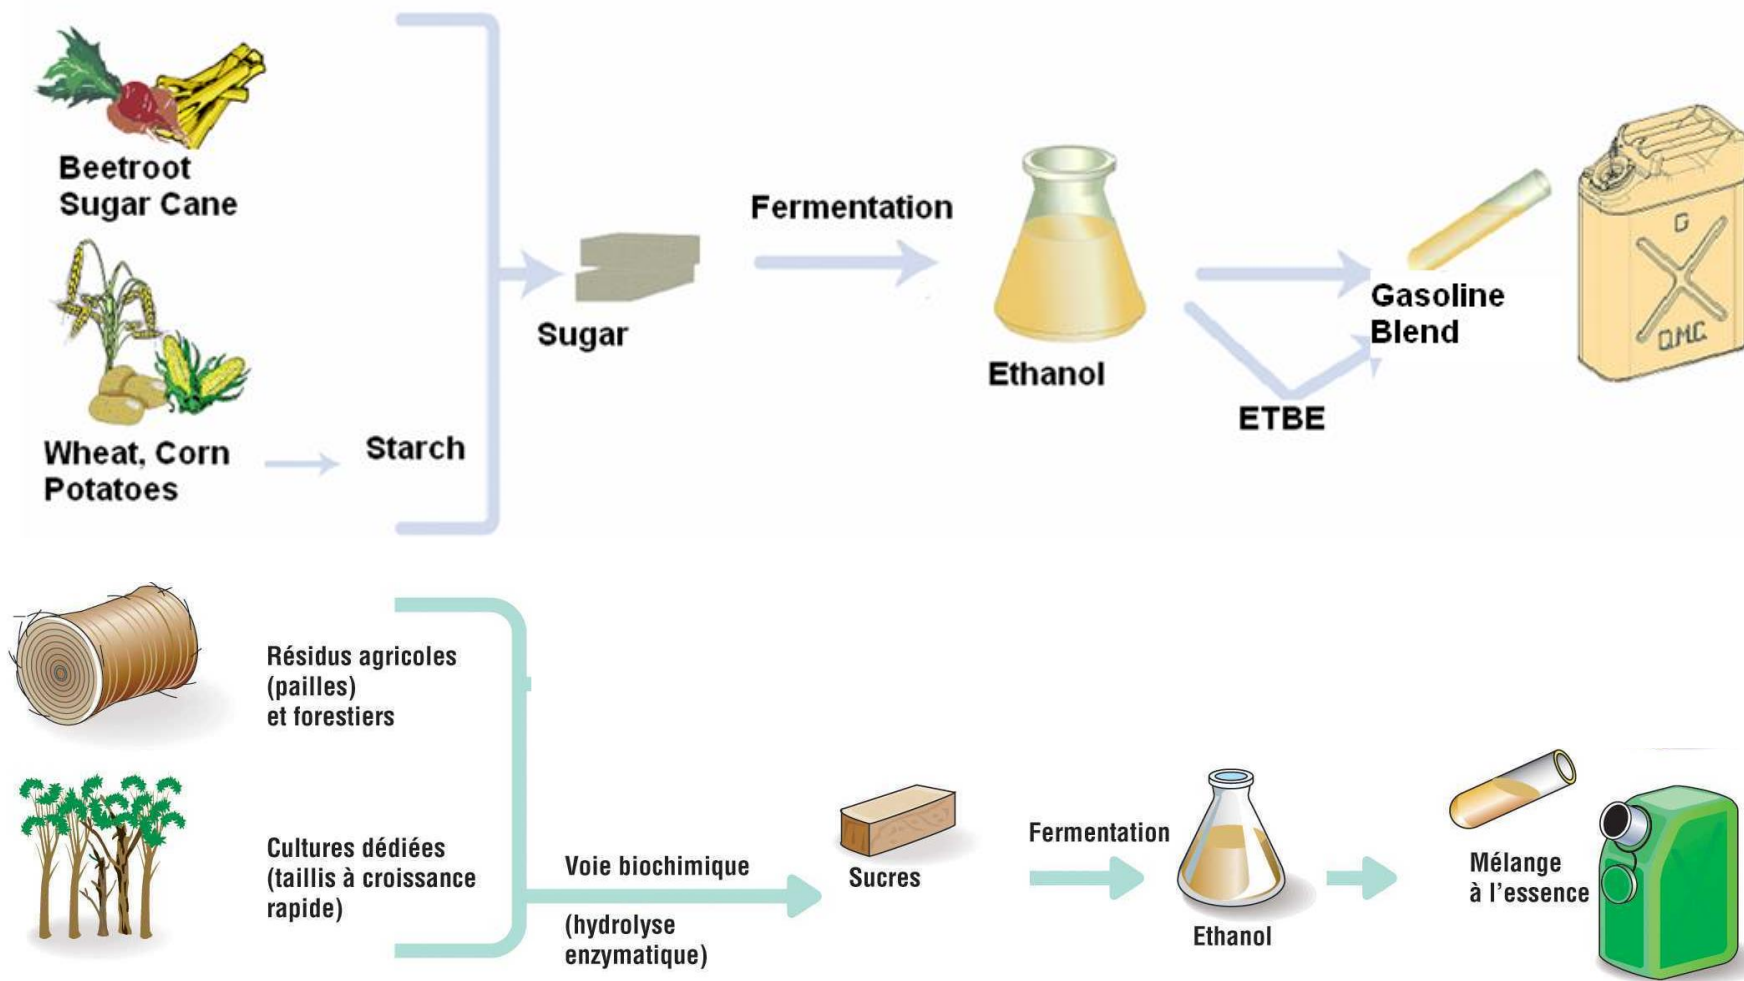 Beetroot
Sugar Cane
Wheat, Corn
Potatoes
Starch
Sugar
Fermentation
Ethanol
ETBE
Gasoline
Blend
G
Q.M.C.
Résidus agricoles
(pailles)
et forestiers
Cultures dédiées
(taillis à croissance
rapide)
Voie biochimique
(hydrolyse
enzymatique)
Sucres
Fermentation
Ethanol
Mélange
à l'essence